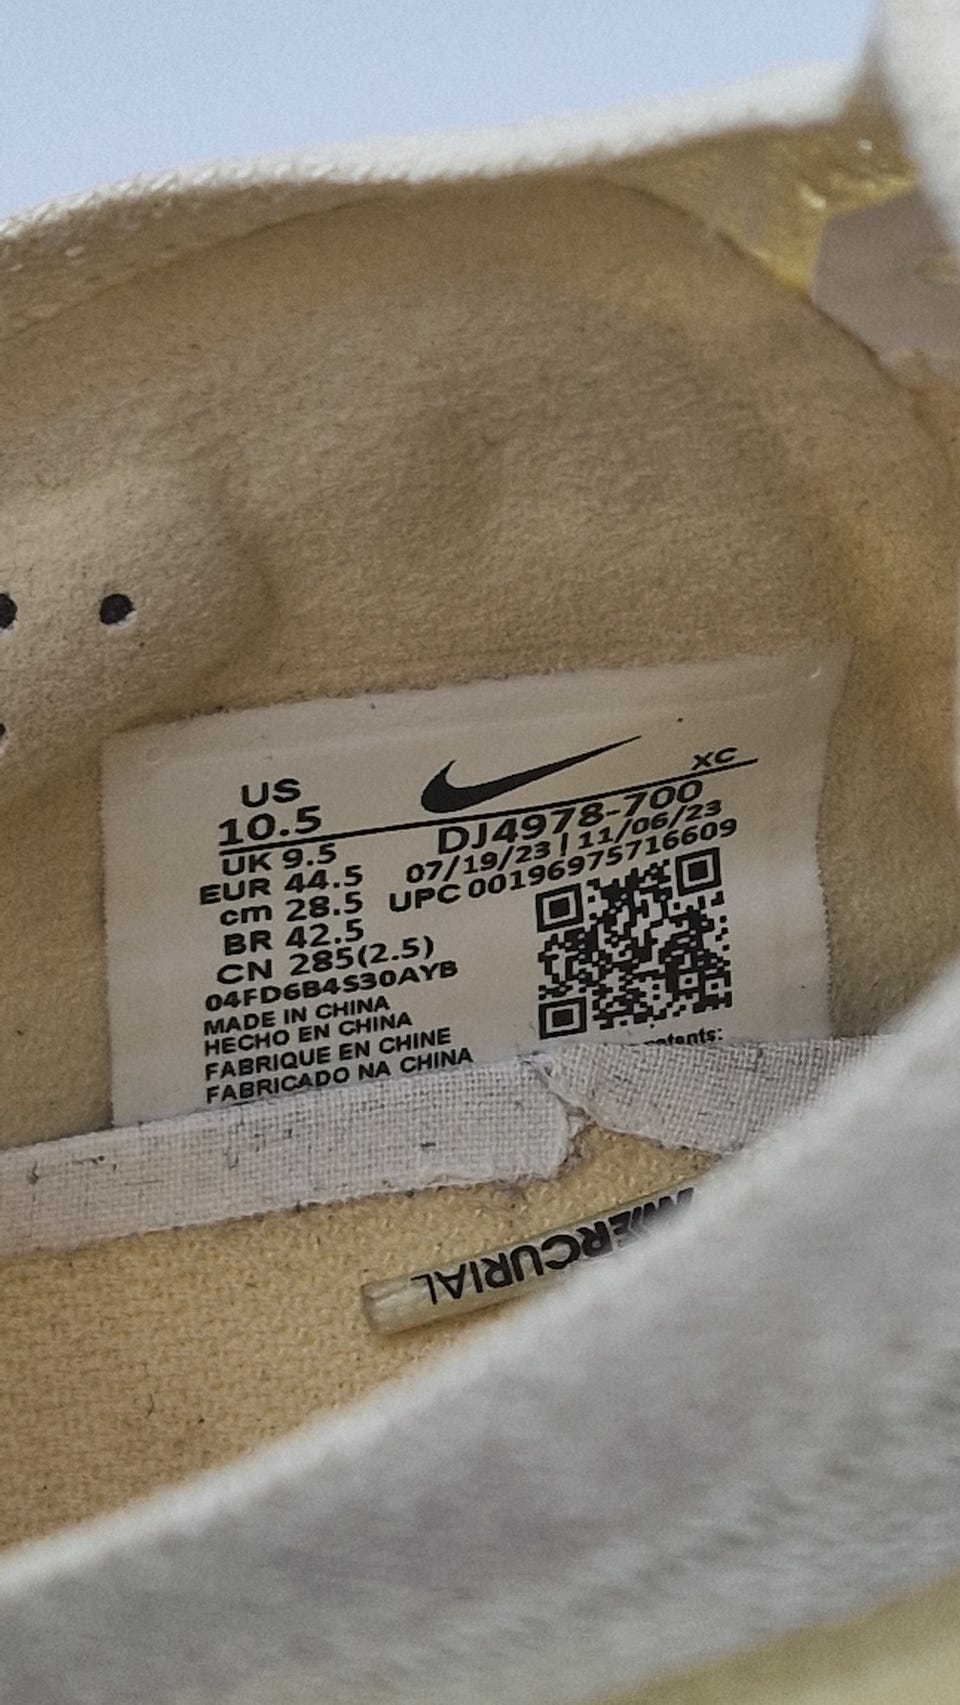 US
10.5
UK 9.5
EUR 44.5
cm 28.5
BR 42.5
CN 285(2.5)
04FD6B4S30AYB
MADE IN CHINA
HECHO EN CHINA
FABRIQUE EN CHINE
FABRICADO NA CHINA
XC
DJ4978-700
07/19/23 | 11/06/23
UPC 00196975716609
patents:
MERCURIAL